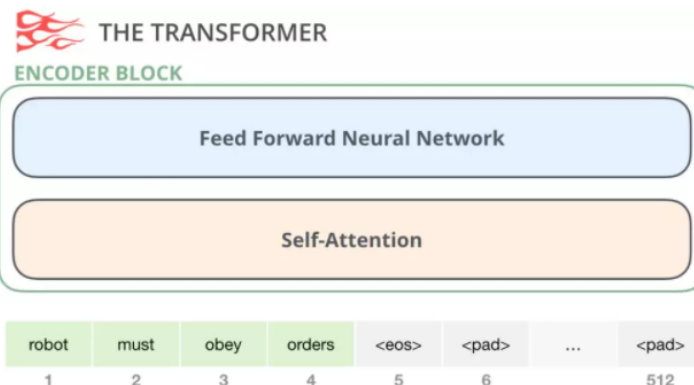 THE TRANSFORMER
ENCODER BLOCK
Feed Forward Neural Network
Self-Attention
robot must obey orders <eos> <pad> ... <pad>
1 2 3 4 5 6 512